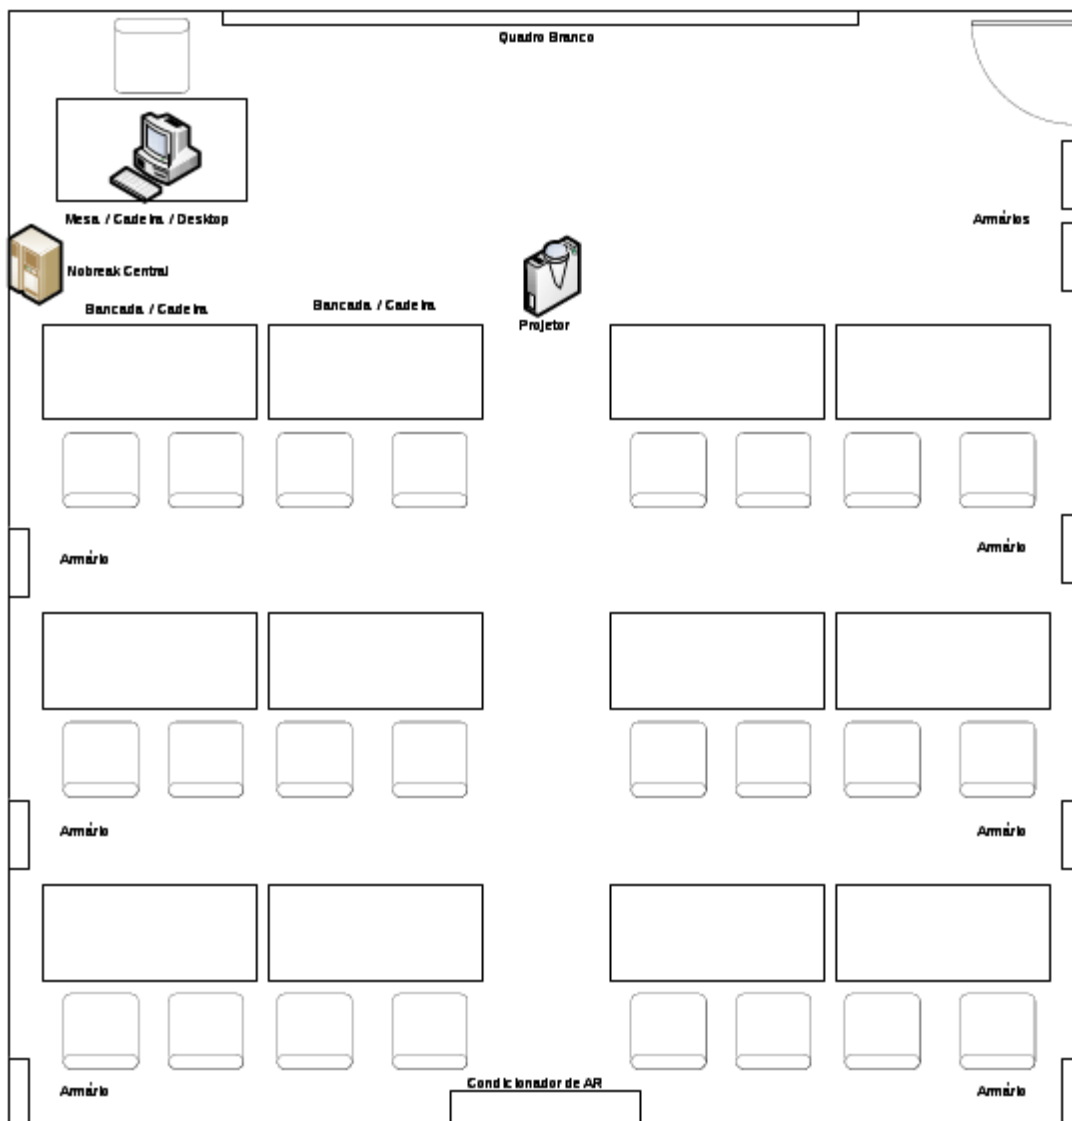 Quadro Branco
Mesa / Cadeira / Desktop
Armários
Nobreak Central
Bancada / Cadeira
Bancada / Cadeira
Projetor
Armário
Armário
Armário
Armário
Condicionador de AR
Armário
Armário